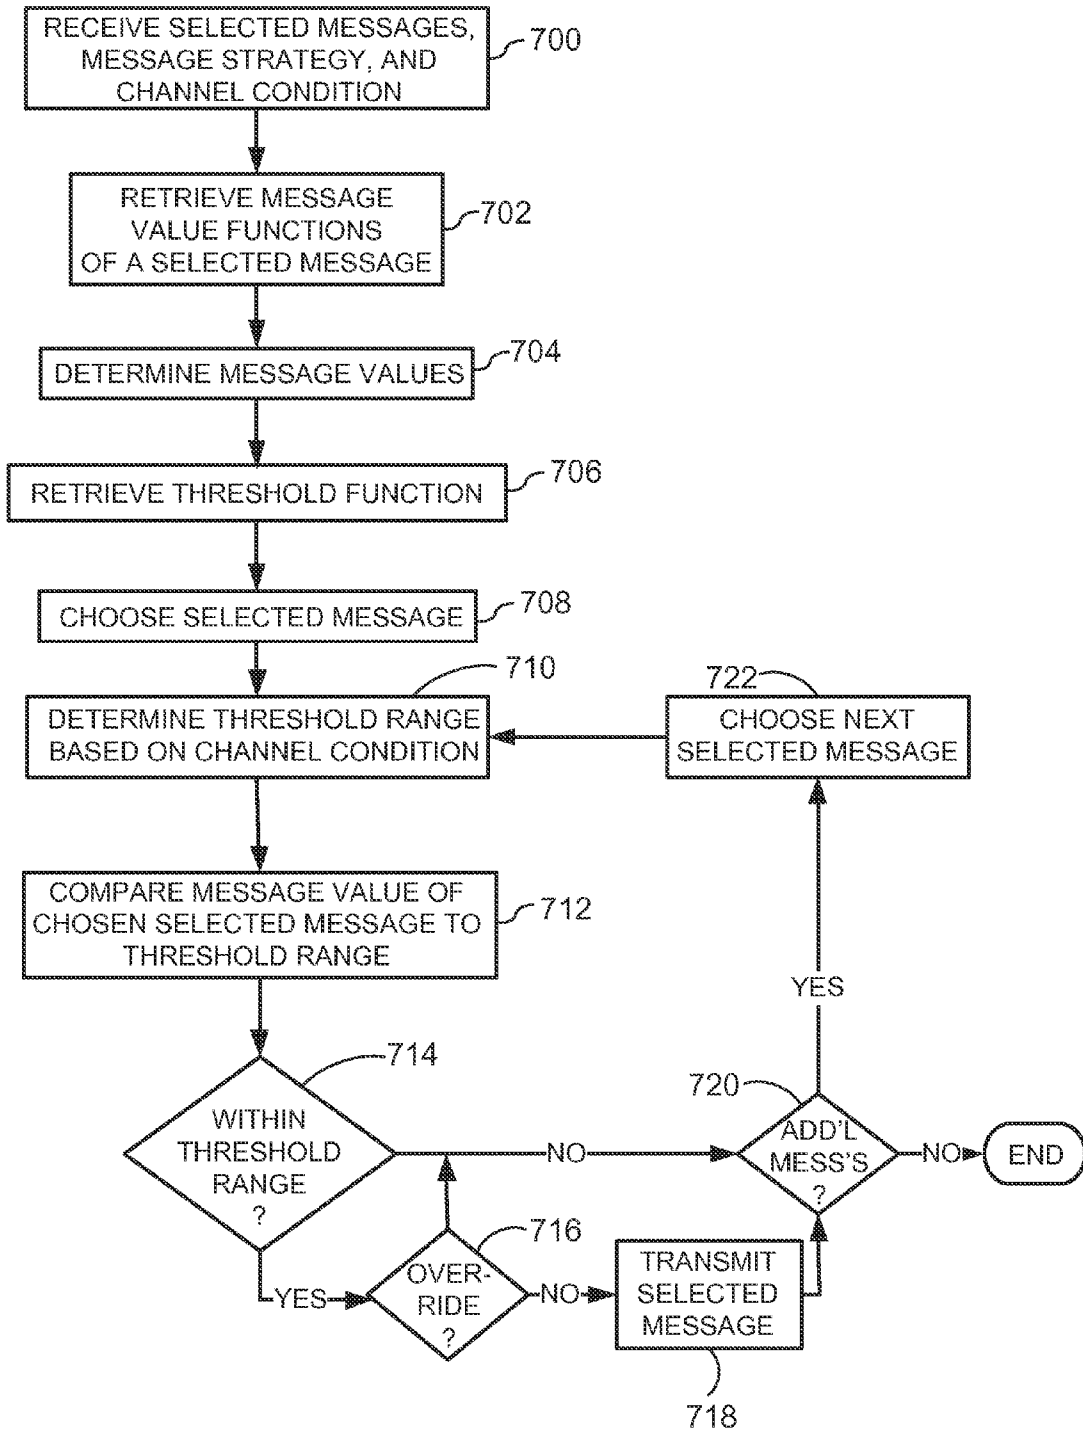 RECEIVE SELECTED MESSAGES,
MESSAGE STRATEGY, AND
CHANNEL CONDITION
700
RETRIEVE MESSAGE
VALUE FUNCTIONS
OF A SELECTED MESSAGE
702
DETERMINE MESSAGE VALUES
704
RETRIEVE THRESHOLD FUNCTION
706
CHOOSE SELECTED MESSAGE
708
DETERMINE THRESHOLD RANGE
BASED ON CHANNEL CONDITION
710
CHOOSE NEXT
SELECTED MESSAGE
722
COMPARE MESSAGE VALUE OF
CHOSEN SELECTED MESSAGE TO
THRESHOLD RANGE
712
YES
WITHIN
THRESHOLD
RANGE
?
714
NO
ADD'L
MESS'S
?
720
NO
END
YES
OVER-
RIDE
?
716
NO
TRANSMIT
SELECTED
MESSAGE
718